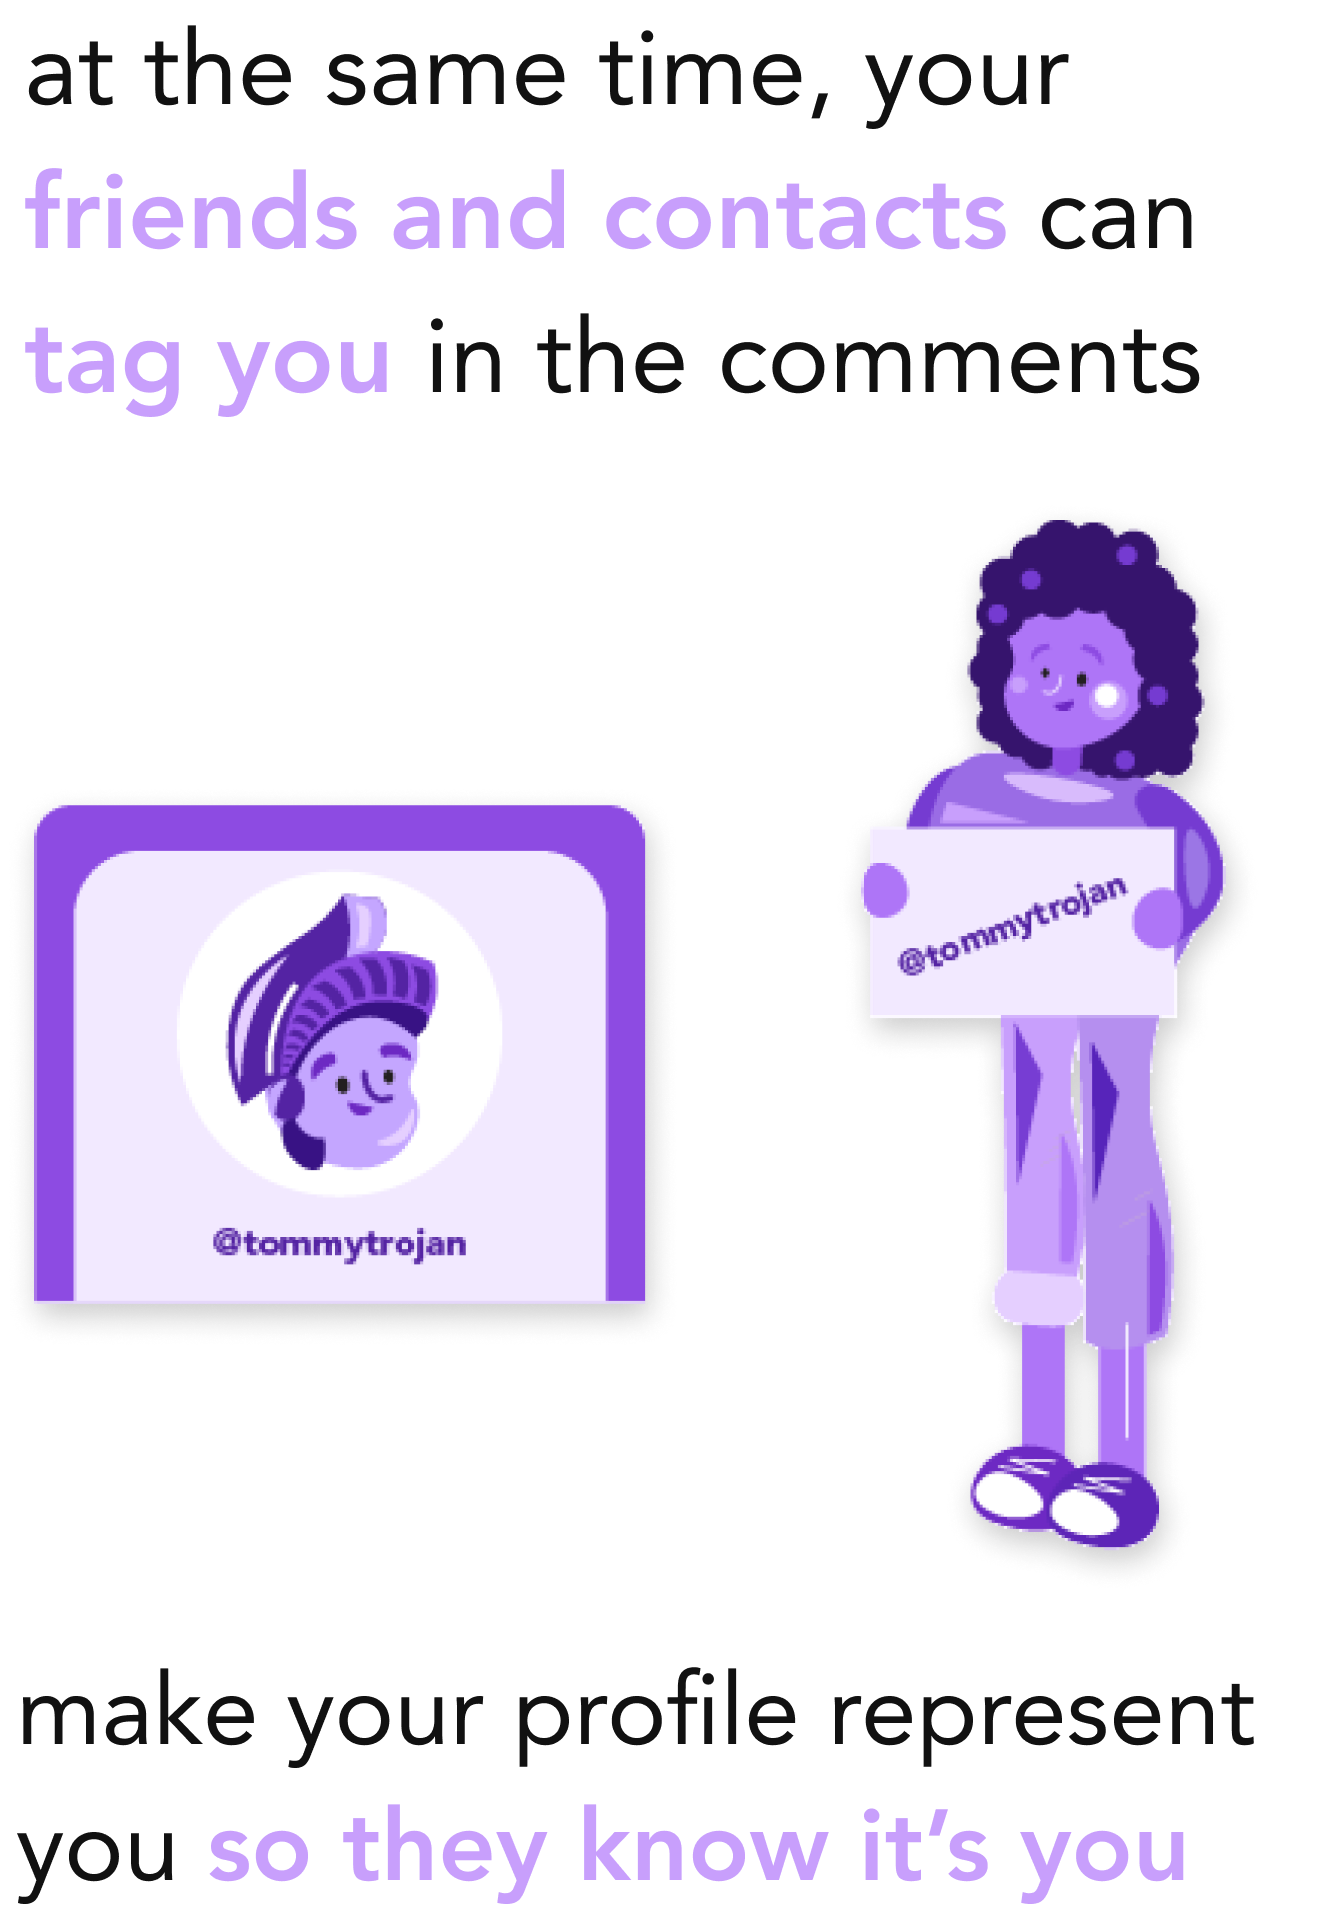 at the same time, your
friends and contacts can
tag you in the comments
@tommytrojan
@tommytrojan
make your profile represent
you so they know it’s you